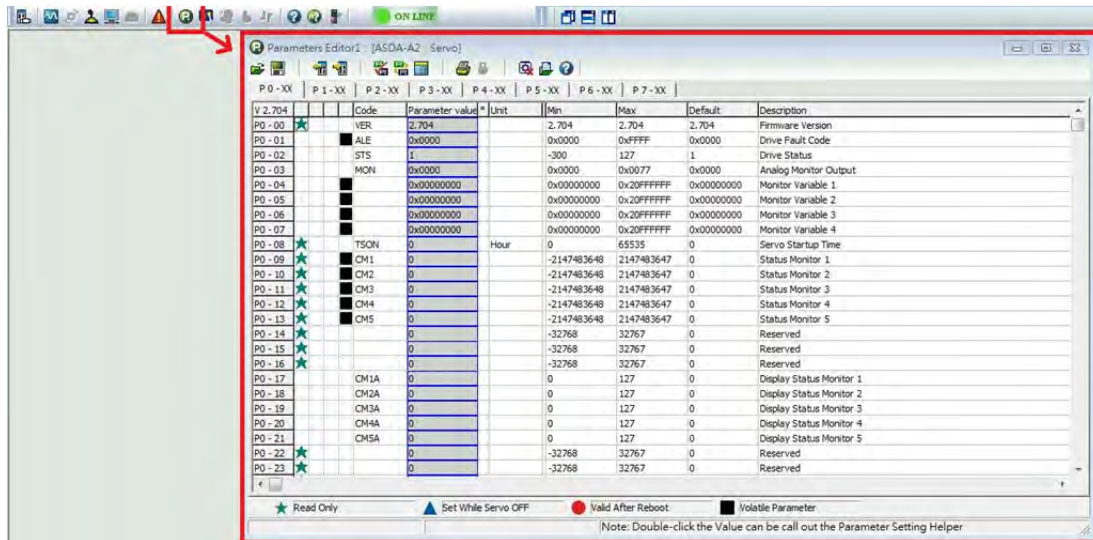 ON LINE
Parameters Editor1 : [ASDA-A2 Servo]
P 0 - XX P 1 - XX P 2 - XX P 3 - XX P 4 - XX P 5 - XX P 6 - XX P 7 - XX
V 2.704 Code Parameter value * Unit Min Max Default Description
P0 - 00 VER 2.704 2.704 2.704 2.704 Firmware Version
P0 - 01 ALE 0x0000 0x0000 0xFFFF 0x0000 Drive Fault Code
P0 - 02 STS 1 -300 127 1 Drive Status
P0 - 03 MON 0x0000 0x0000 0x0077 0x0000 Analog Monitor Output
P0 - 04 0x00000000 0x00000000 0x20FFFFFF 0x00000000 Monitor Variable 1
P0 - 05 0x00000000 0x00000000 0x20FFFFFF 0x00000000 Monitor Variable 2
P0 - 06 0x00000000 0x00000000 0x20FFFFFF 0x00000000 Monitor Variable 3
P0 - 07 0x00000000 0x00000000 0x20FFFFFF 0x00000000 Monitor Variable 4
P0 - 08 TSON 0 Hour 0 65535 0 Servo Startup Time
P0 - 09 CM1 0 -2147483648 2147483647 0 Status Monitor 1
P0 - 10 CM2 0 -2147483648 2147483647 0 Status Monitor 2
P0 - 11 CM3 0 -2147483648 2147483647 0 Status Monitor 3
P0 - 12 CM4 0 -2147483648 2147483647 0 Status Monitor 4
P0 - 13 CM5 0 -2147483648 2147483647 0 Status Monitor 5
P0 - 14 0 -32768 32767 0 Reserved
P0 - 15 0 -32768 32767 0 Reserved
P0 - 16 0 -32768 32767 0 Reserved
P0 - 17 CM1A 0 0 127 0 Display Status Monitor 1
P0 - 18 CM2A 0 0 127 0 Display Status Monitor 2
P0 - 19 CM3A 0 0 127 0 Display Status Monitor 3
P0 - 20 CM4A 0 0 127 0 Display Status Monitor 4
P0 - 21 CM5A 0 0 127 0 Display Status Monitor 5
P0 - 22 0 -32768 32767 0 Reserved
P0 - 23 0 -32768 32767 0 Reserved
Read Only Set While Servo OFF Valid After Reboot Volatile Parameter
Note: Double-click the Value can be call out the Parameter Setting Helper